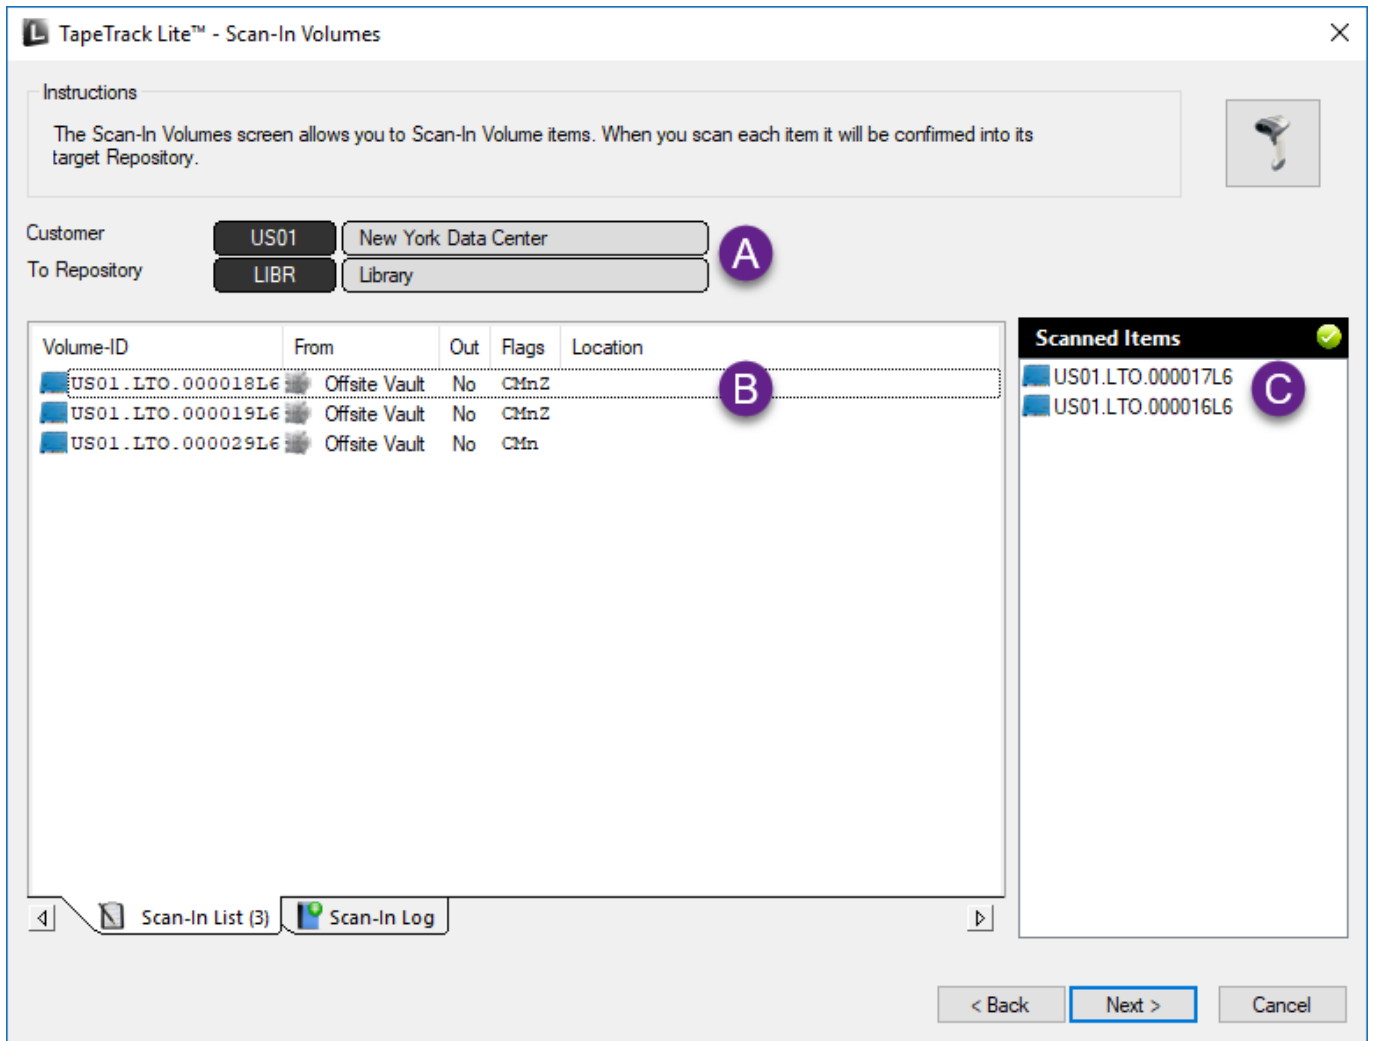 L TapeTrack Lite™ - Scan-In Volumes
Instructions
The Scan-In Volumes screen allows you to Scan-In Volume items. When you scan each item it will be confirmed into its
target Repository.
Customer US01 New York Data Center
To Repository LIBR Library
A
Volume-ID From Out Flags Location
US01.LTO.000018L6 Offsite Vault No CMnZ
US01.LTO.000019L6 Offsite Vault No CMnZ
US01.LTO.000029L6 Offsite Vault No CMn
B
Scanned Items
US01.LTO.000017L6
US01.LTO.000016L6
C
Scan-In List (3) Scan-In Log
< Back Next > Cancel